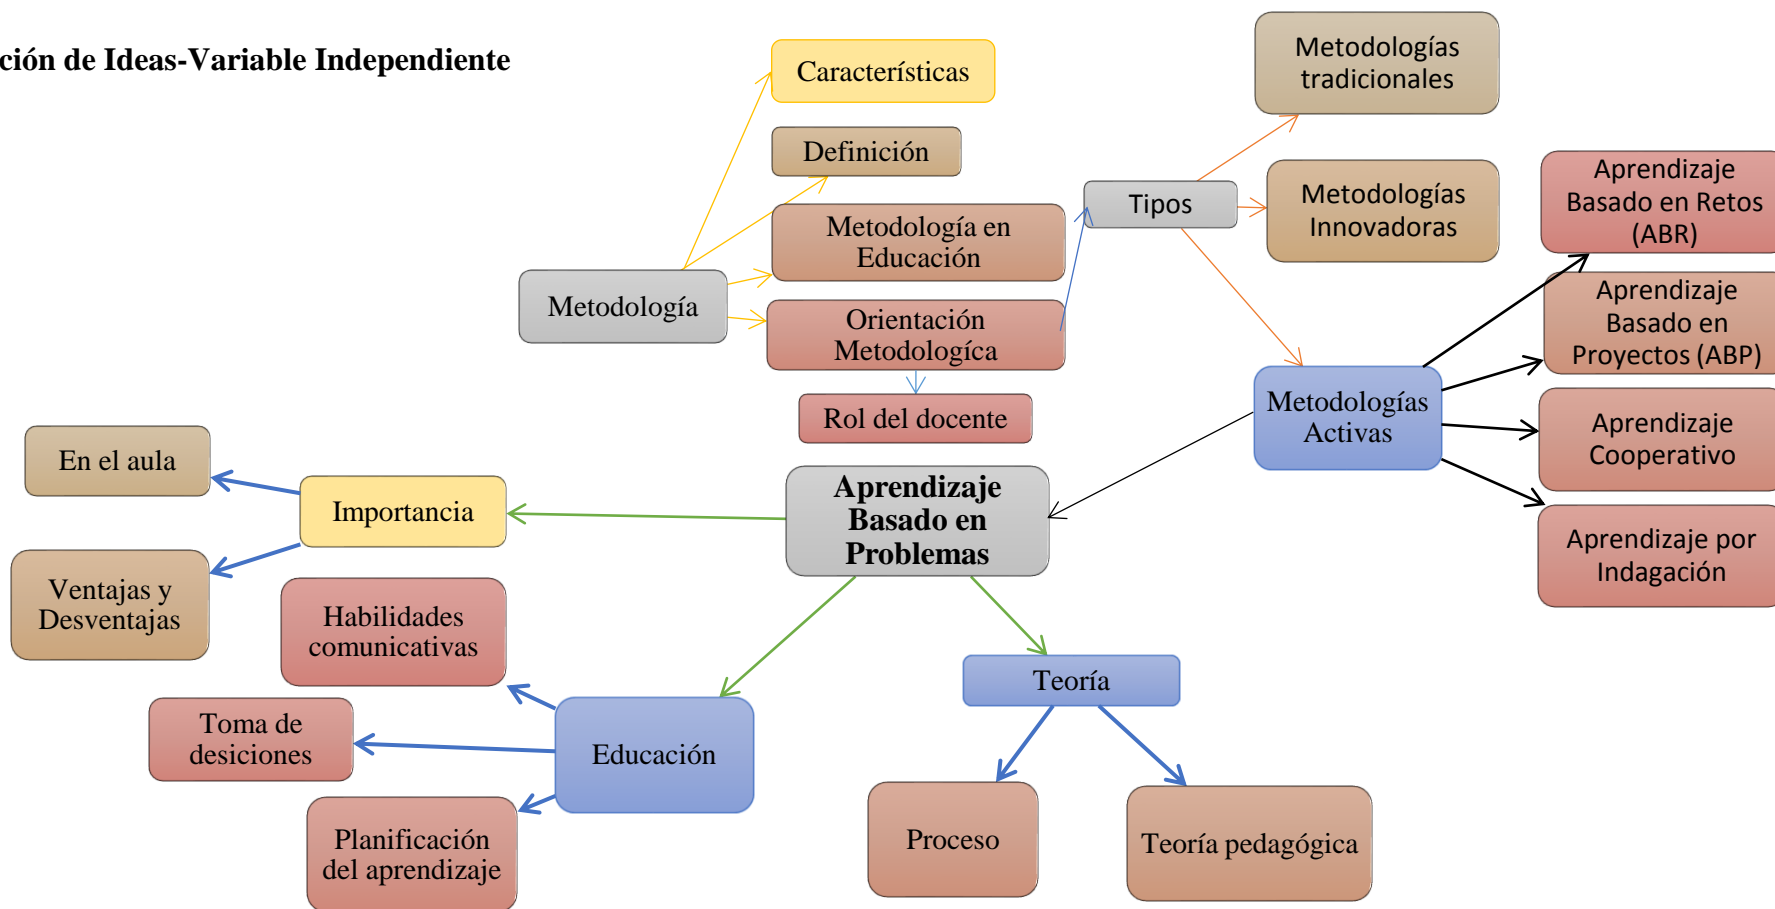 ción de Ideas-Variable Independiente
Características
Definición
Metodología en
Educación
Metodología
Orientación
Metodologíca
Rol del docente
Tipos
Metodologías
tradicionales
Metodologías
Innovadoras
Metodologías
Activas
Aprendizaje
Basado en Retos
(ABR)
Aprendizaje
Basado en
Proyectos (ABP)
Aprendizaje
Cooperativo
Aprendizaje por
Indagación
Aprendizaje
Basado en
Problemas
Importancia
En el aula
Ventajas y
Desventajas
Habilidades
comunicativas
Toma de
desiciones
Planificación
del aprendizaje
Educación
Teoría
Proceso
Teoría pedagógica